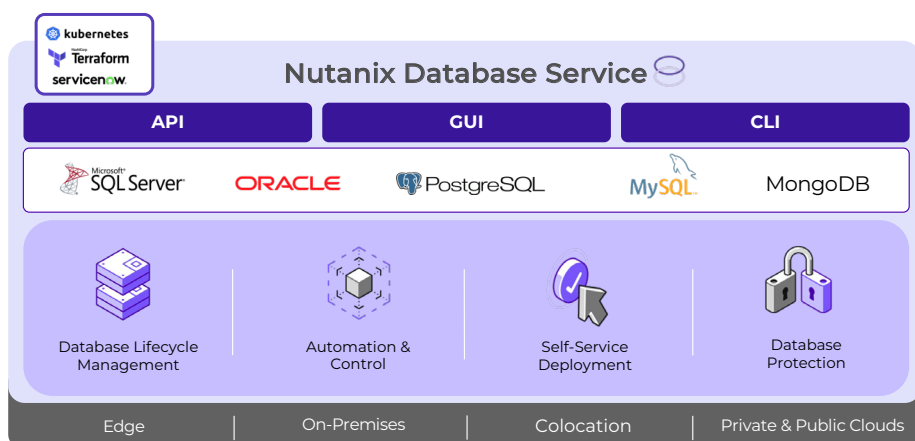 kubernetes
HashiCorp
Terraform
servicenow.
Nutanix Database Service
API
GUI
CLI
Microsoft®
SQL Server®
ORACLE
PostgreSQL
MySQL™
MongoDB
Database Lifecycle
Management
Automation &
Control
Self-Service
Deployment
Database
Protection
Edge
On-Premises
Colocation
Private & Public Clouds